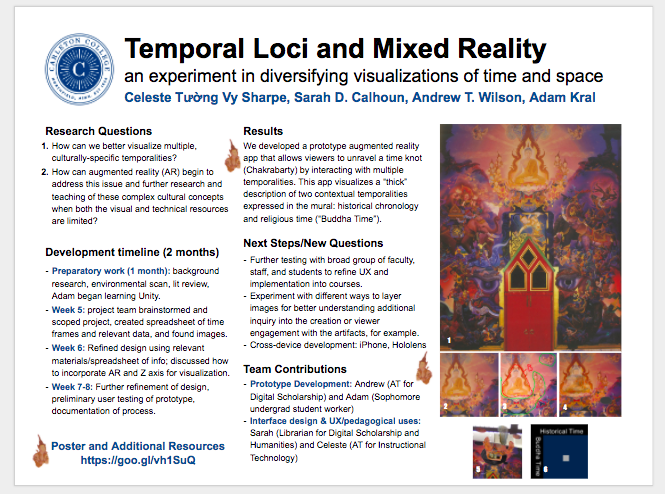 CARLETON COLLEGE
C
Temporal Loci and Mixed Reality
an experiment in diversifying visualizations of time and space
Celeste Tường Vy Sharpe, Sarah D. Calhoun, Andrew T. Wilson, Adam Kral
Research Questions
1. How can we better visualize multiple,
culturally-specific temporalities?
2. How can augmented reality (AR) begin to
address this issue and further research and
teaching of these complex cultural concepts
when both the visual and technical resources
are limited?
Development timeline (2 months)
- Preparatory work (1 month): background
research, environmental scan, lit review,
Adam began learning Unity.
- Week 5: project team brainstormed and
scoped project, created spreadsheet of time
frames and relevant data, and found images.
- Week 6: Refined design using relevant
materials/spreadsheet of info; discussed how
to incorporate AR and Z axis for visualization.
- Week 7-8: Further refinement of design,
preliminary user testing of prototype,
documentation of process.
Poster and Additional Resources
https://goo.gl/vh1SuQ
Results
We developed a prototype augmented reality
app that allows viewers to unravel a time knot
(Chakrabarty) by interacting with multiple
temporalities. This app visualizes a “thick”
description of two contextual temporalities
expressed in the mural: historical chronology
and religious time (“Buddha Time”).
Next Steps/New Questions
- Further testing with broad group of faculty,
staff, and students to refine UX and
implementation into courses.
- Experiment with different ways to layer
images for better understanding additional
inquiry into the creation or viewer
engagement with the artifacts, for example.
- Cross-device development: iPhone, Hololens
Team Contributions
- Prototype Development: Andrew (AT for
Digital Scholarship) and Adam (Sophomore
undergrad student worker)
- Interface design & UX/pedagogical uses:
Sarah (Librarian for Digital Scholarship and
Humanities) and Celeste (AT for Instructional
Technology)
1
2
4
5
Historical Time
Buddha Time
6